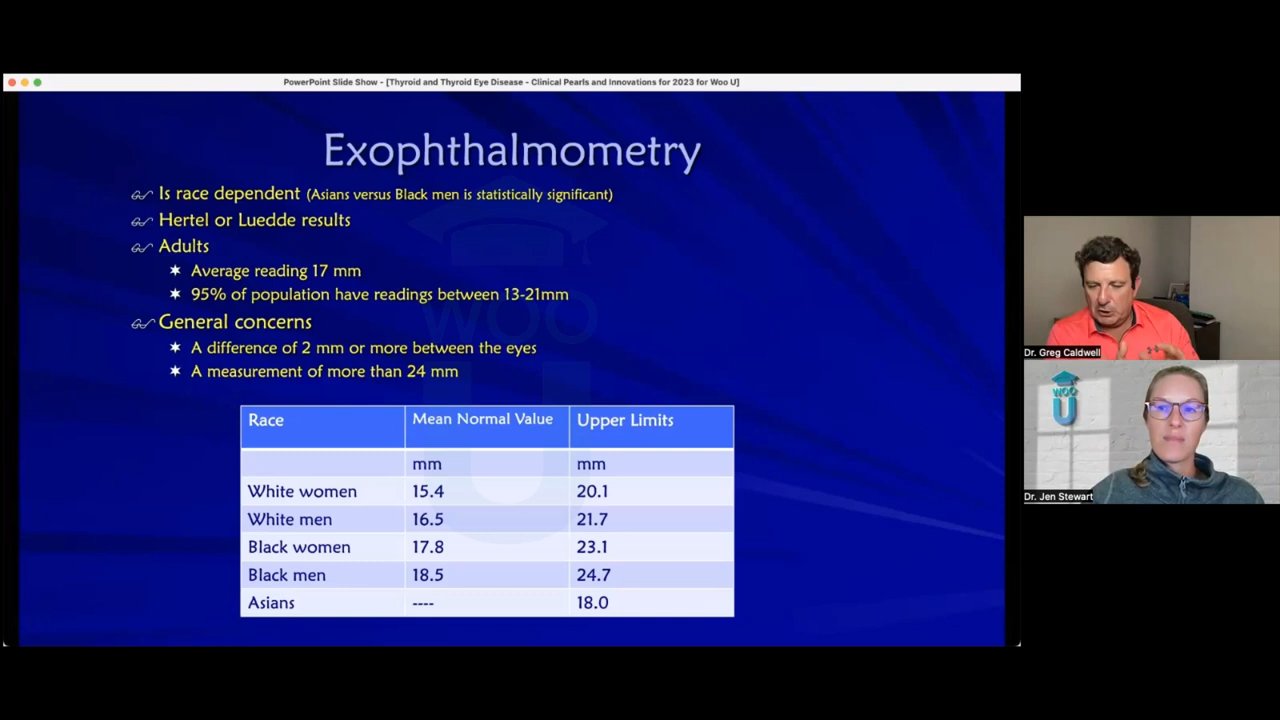 PowerPoint Slide Show - [Thyroid and Thyroid Eye Disease - Clinical Pearls and Innovations for 2023 for Woo U]
Exophthalmometry
Is race dependent (Asians versus Black men is statistically significant)
Hertel or Luedde results
Adults
Average reading 17 mm
95% of population have readings between 13-21mm
General concerns
A difference of 2 mm or more between the eyes
A measurement of more than 24 mm
Race Mean Normal Value Upper Limits
mm mm
White women 15.4 20.1
White men 16.5 21.7
Black women 17.8 23.1
Black men 18.5 24.7
Asians ---- 18.0
WOO
U
Dr. Greg Caldwell
WOO
U
Dr. Jen Stewart